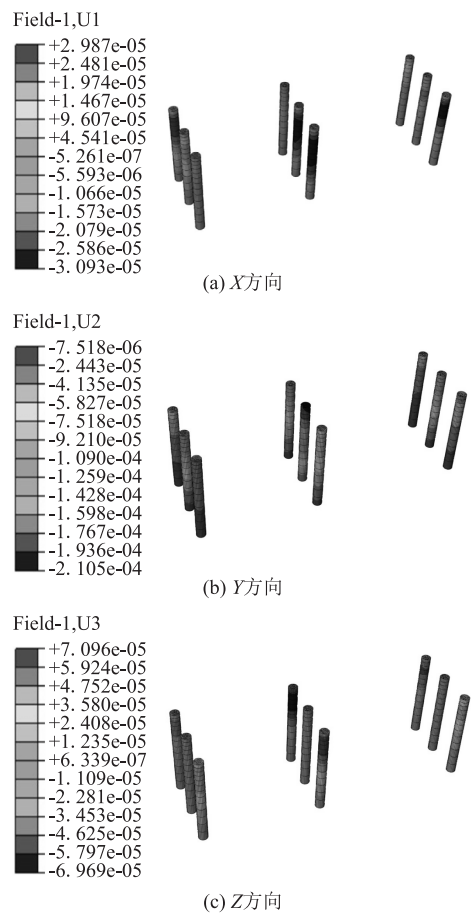 Field-1,U1
+2. 987e-05
+2. 481e-05
+1. 974e-05
+1. 467e-05
+9. 607e-05
+4. 541e-05
-5. 261e-07
-5. 593e-06
-1. 066e-05
-1. 573e-05
-2. 079e-05
-2. 586e-05
-3. 093e-05
(a) X方向
Field-1,U2
-7. 518e-06
-2. 443e-05
-4. 135e-05
-5. 827e-05
-7. 518e-05
-9. 210e-05
-1. 090e-04
-1. 259e-04
-1. 428e-04
-1. 598e-04
-1. 767e-04
-1. 936e-04
-2. 105e-04
(b) Y方向
Field-1,U3
+7. 096e-05
+5. 924e-05
+4. 752e-05
+3. 580e-05
+2. 408e-05
+1. 235e-05
+6. 339e-07
-1. 109e-05
-2. 281e-05
-3. 453e-05
-4. 625e-05
-5. 797e-05
-6. 969e-05
(c) Z方向